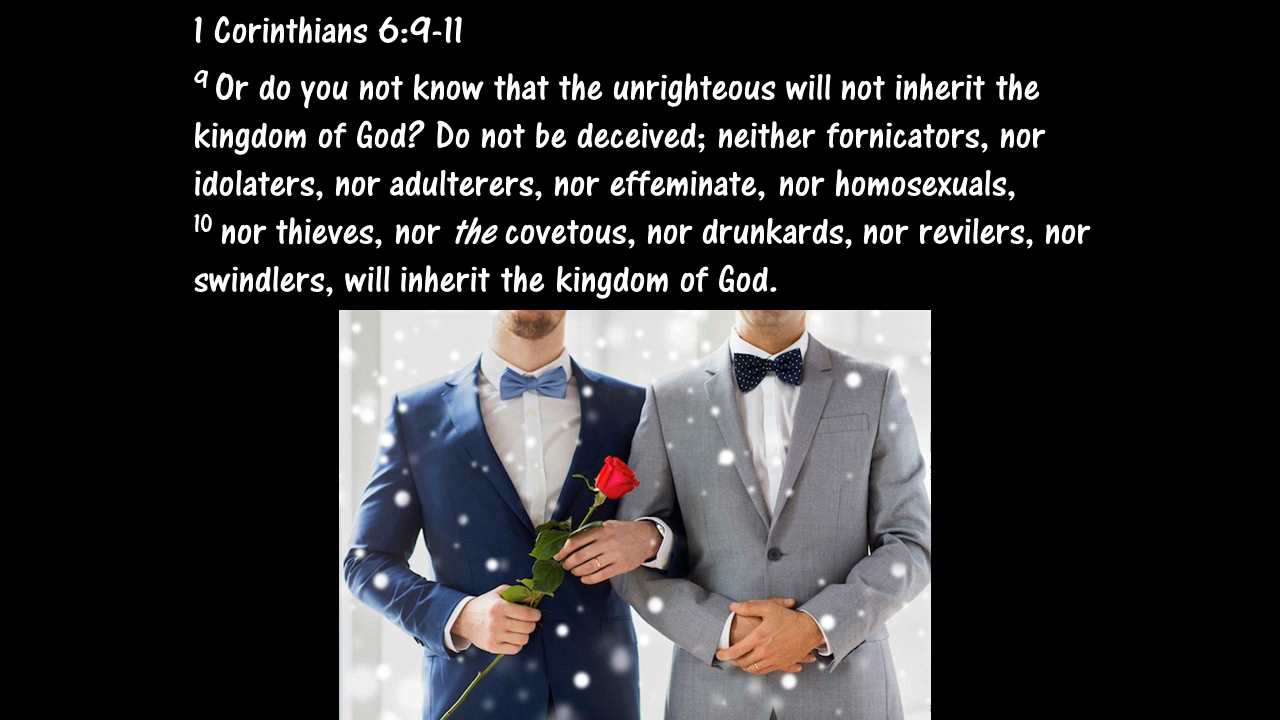 1 Corinthians 6:9-11
9 Or do you not know that the unrighteous will not inherit the
kingdom of God? Do not be deceived; neither fornicators, nor
idolaters, nor adulterers, nor effeminate, nor homosexuals,
10 nor thieves, nor the covetous, nor drunkards, nor revilers, nor
swindlers, will inherit the kingdom of God.